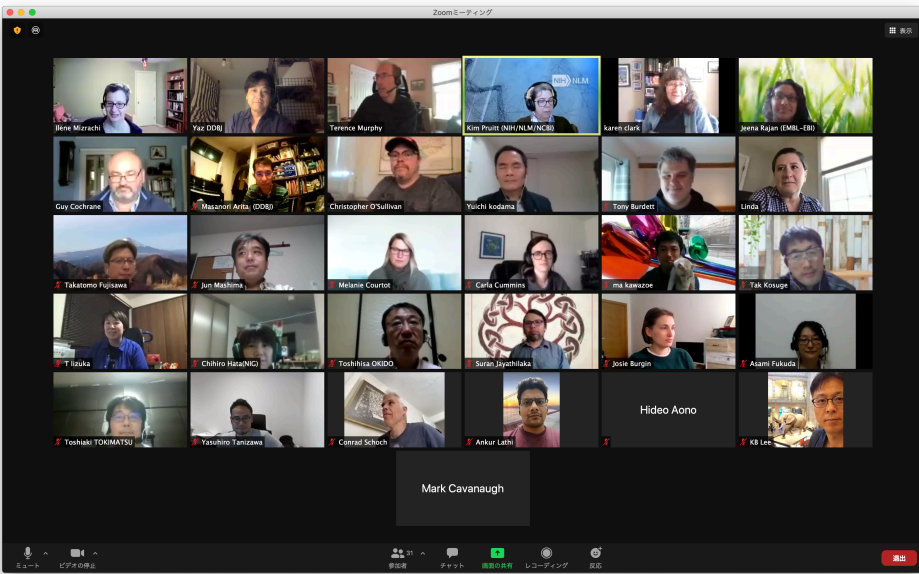 Zoomミーティング
表示
NIH NLM
Ilene Mizrachi
Yaz DDBJ
Terence Murphy
Kim Pruitt (NIH/NLM/NCBI)
karen clark
Jeena Rajan (EMBL-EBI)
Guy Cochrane
Masanori Arita (DDBJ)
Christopher O'Sullivan
Yuichi kodama
Tony Burdett
Linda
Takatomo Fujisawa
Jun Mashima
Melanie Courtot
Carla Cummins
ma kawazoe
Tak Kosuge
T Iizuka
Chihiro Hata(NIG)
Toshihisa OKIDO
Suran Jayathilaka
Josie Burgin
Asami Fukuda
Toshiaki TOKIMATSU
Yasuhiro Tanizawa
Conrad Schoch
Ankur Lathi
Hideo Aono
KB Lee
Mark Cavanaugh
ミュート
ビデオの停止
31
参加者
チャット
画面の共有
レコーディング
反応
退出